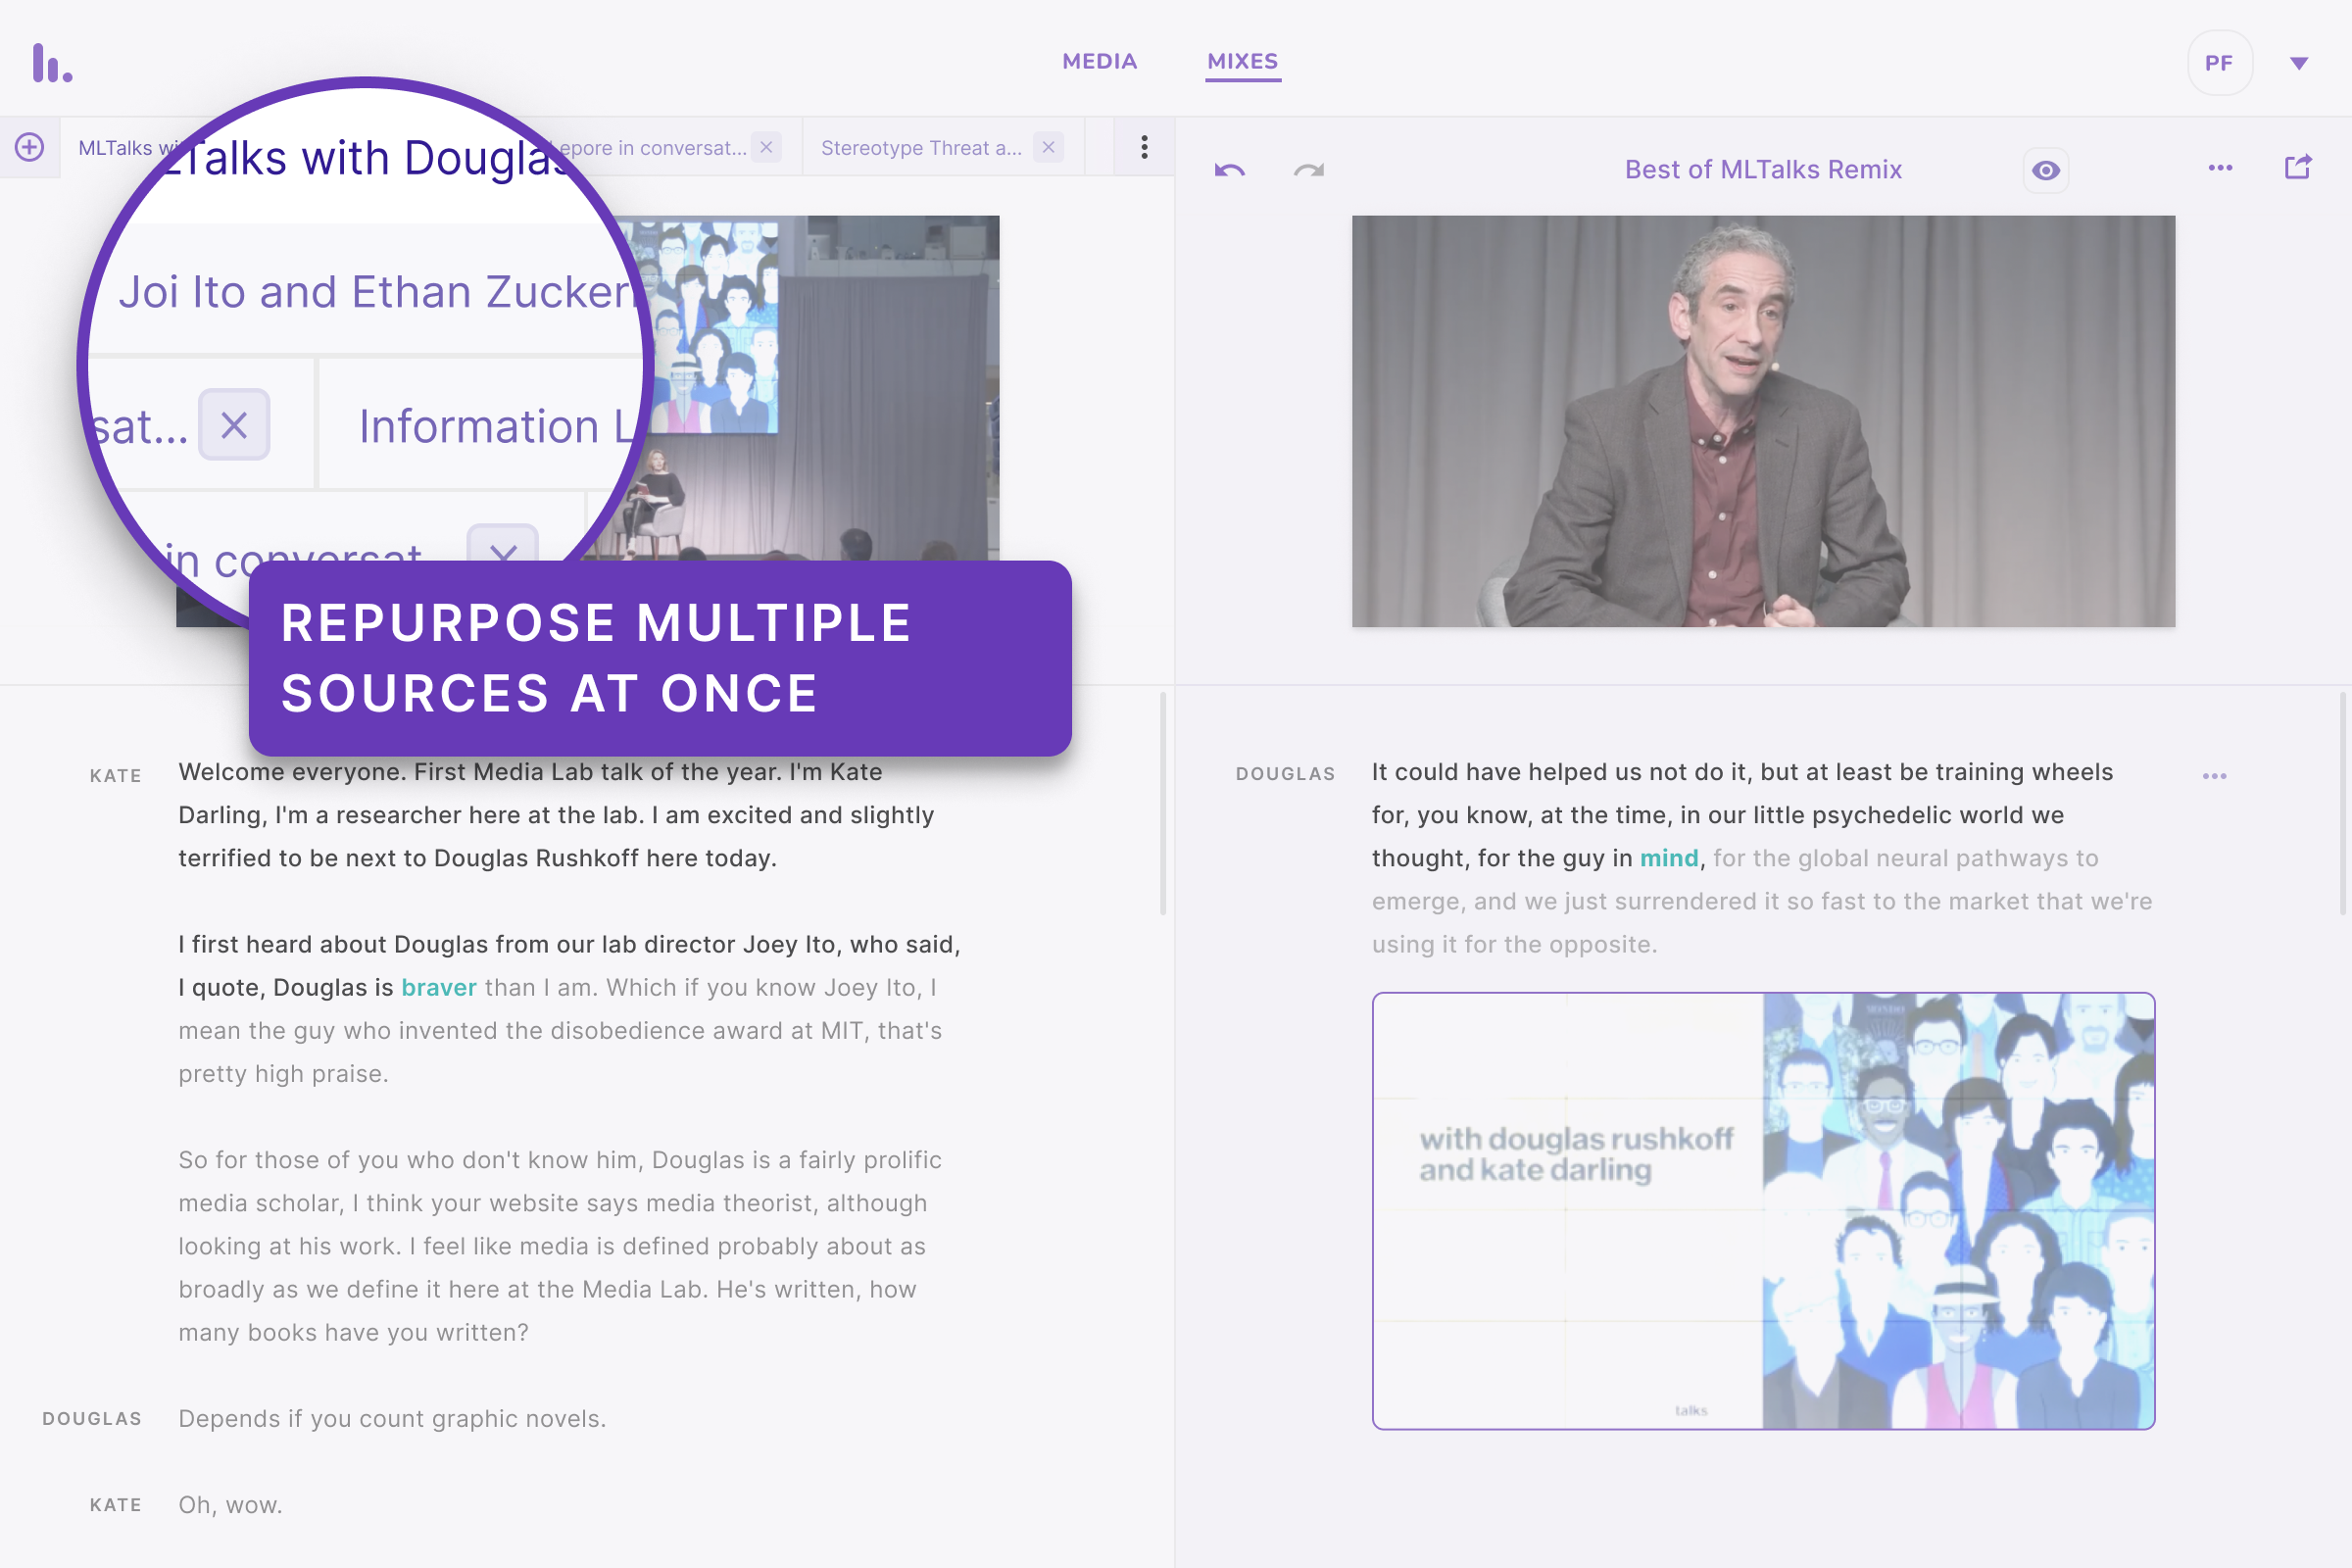 MEDIA
MIXES
PF
MLTalks
Talks with Douglas
epore in conversat...
Stereotype Threat a...
Joi Ito and Ethan Zucker
sat...
Information L
in conversat
REPURPOSE MULTIPLE
SOURCES AT ONCE
KATE
Welcome everyone. First Media Lab talk of the year. I'm Kate
Darling, I'm a researcher here at the lab. I am excited and slightly
terrified to be next to Douglas Rushkoff here today.
I first heard about Douglas from our lab director Joey Ito, who said,
I quote, Douglas is braver than I am. Which if you know Joey Ito, I
mean the guy who invented the disobedience award at MIT, that's
pretty high praise.
So for those of you who don't know him, Douglas is a fairly prolific
media scholar, I think your website says media theorist, although
looking at his work. I feel like media is defined probably about as
broadly as we define it here at the Media Lab. He's written, how
many books have you written?
DOUGLAS
Depends if you count graphic novels.
KATE
Oh, wow.
Best of MLTalks Remix
DOUGLAS
It could have helped us not do it, but at least be training wheels
for, you know, at the time, in our little psychedelic world we
thought, for the guy in mind, for the global neural pathways to
emerge, and we just surrendered it so fast to the market that we're
using it for the opposite.
with douglas rushkoff
and kate darling
talks